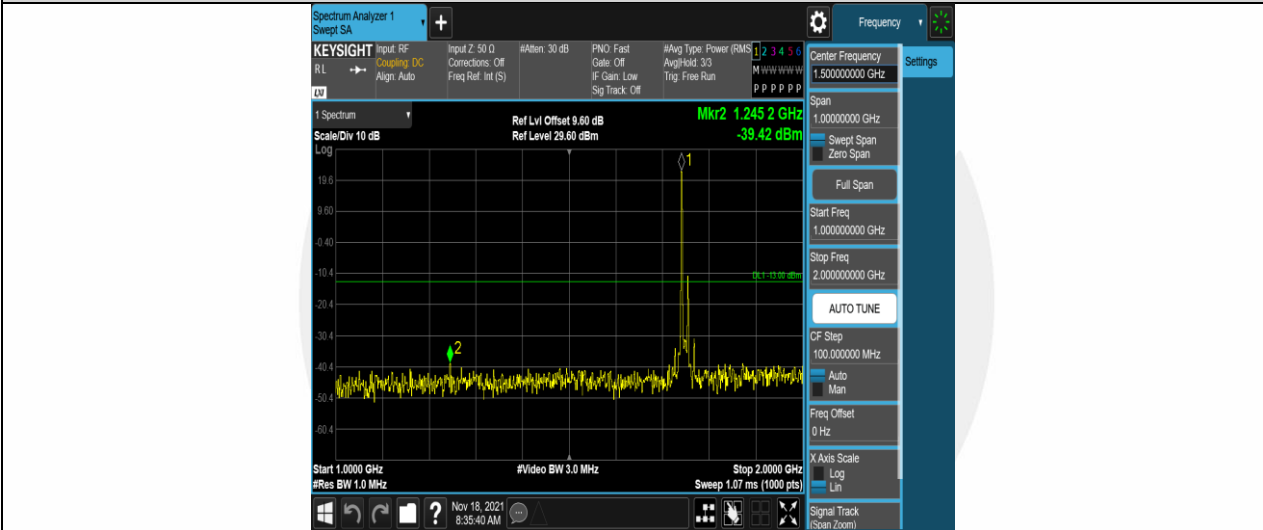 Spectrum Analyzer 1
Swept SA
+
Frequency
KEYSIGHT
RL
LXI
Input: RF
Coupling: DC
Align: Auto
Input Z: 50 Ω
Corrections: Off
Freq Ref: Int (S)
#Atten: 30 dB
PNO: Fast
Gate: Off
IF Gain: Low
Sig Track: Off
#Avg Type: Power (RMS
Avg|Hold: 3/3
Trig: Free Run
1 2 3 4 5 6
M W W W W W
P P P P P P
1 Spectrum
Scale/Div 10 dB
Log
Ref Lvl Offset 9.60 dB
Ref Level 29.60 dBm
Mkr2 1.245 2 GHz
-39.42 dBm
1
19.6
9.60
-0.40
-10.4
DL1 -13.00 dBm
-20.4
-30.4
2
-40.4
-50.4
-60.4
Start 1.0000 GHz
#Video BW 3.0 MHz
Stop 2.0000 GHz
#Res BW 1.0 MHz
Sweep 1.07 ms (1000 pts)
?
Nov 18, 2021
8:35:40 AM
Center Frequency
1.500000000 GHz
Settings
Span
1.00000000 GHz
Swept Span
Zero Span
Full Span
Start Freq
1.000000000 GHz
Stop Freq
2.000000000 GHz
AUTO TUNE
CF Step
100.000000 MHz
Auto
Man
Freq Offset
0 Hz
X Axis Scale
Log
Lin
Signal Track
(Span Zoom)